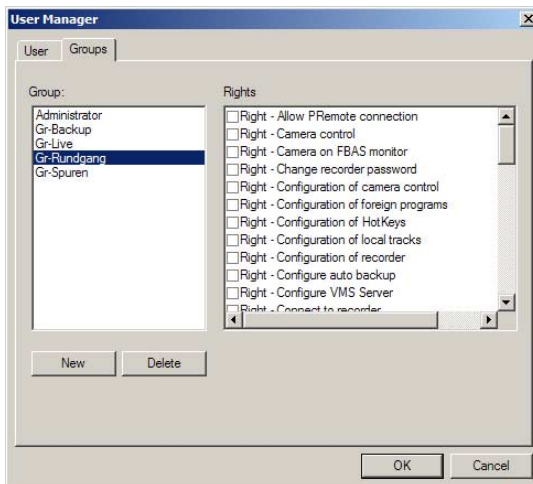 User Manager
User
Groups
Group:
Administrator
Gr-Backup
Gr-Live
Gr-Rundgang
Gr-Spuren
Rights
Right - Allow PRemote connection
Right - Camera control
Right - Camera on FBAS monitor
Right - Change recorder password
Right - Configuration of camera control
Right - Configuration of foreign programs
Right - Configuration of HotKeys
Right - Configuration of local tracks
Right - Configuration of recorder
Right - Configure auto backup
Right - Configure VMS Server
Right - Connect to recorder
New
Delete
OK
Cancel